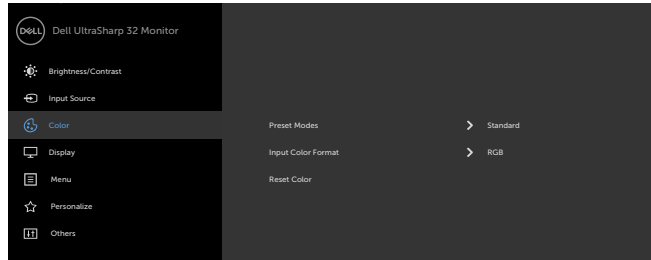 DELL Dell UltraSharp 32 Monitor
Brightness/Contrast
Input Source
Color
Preset Modes Standard
Display
Input Color Format RGB
Menu
Reset Color
Personalize
Others